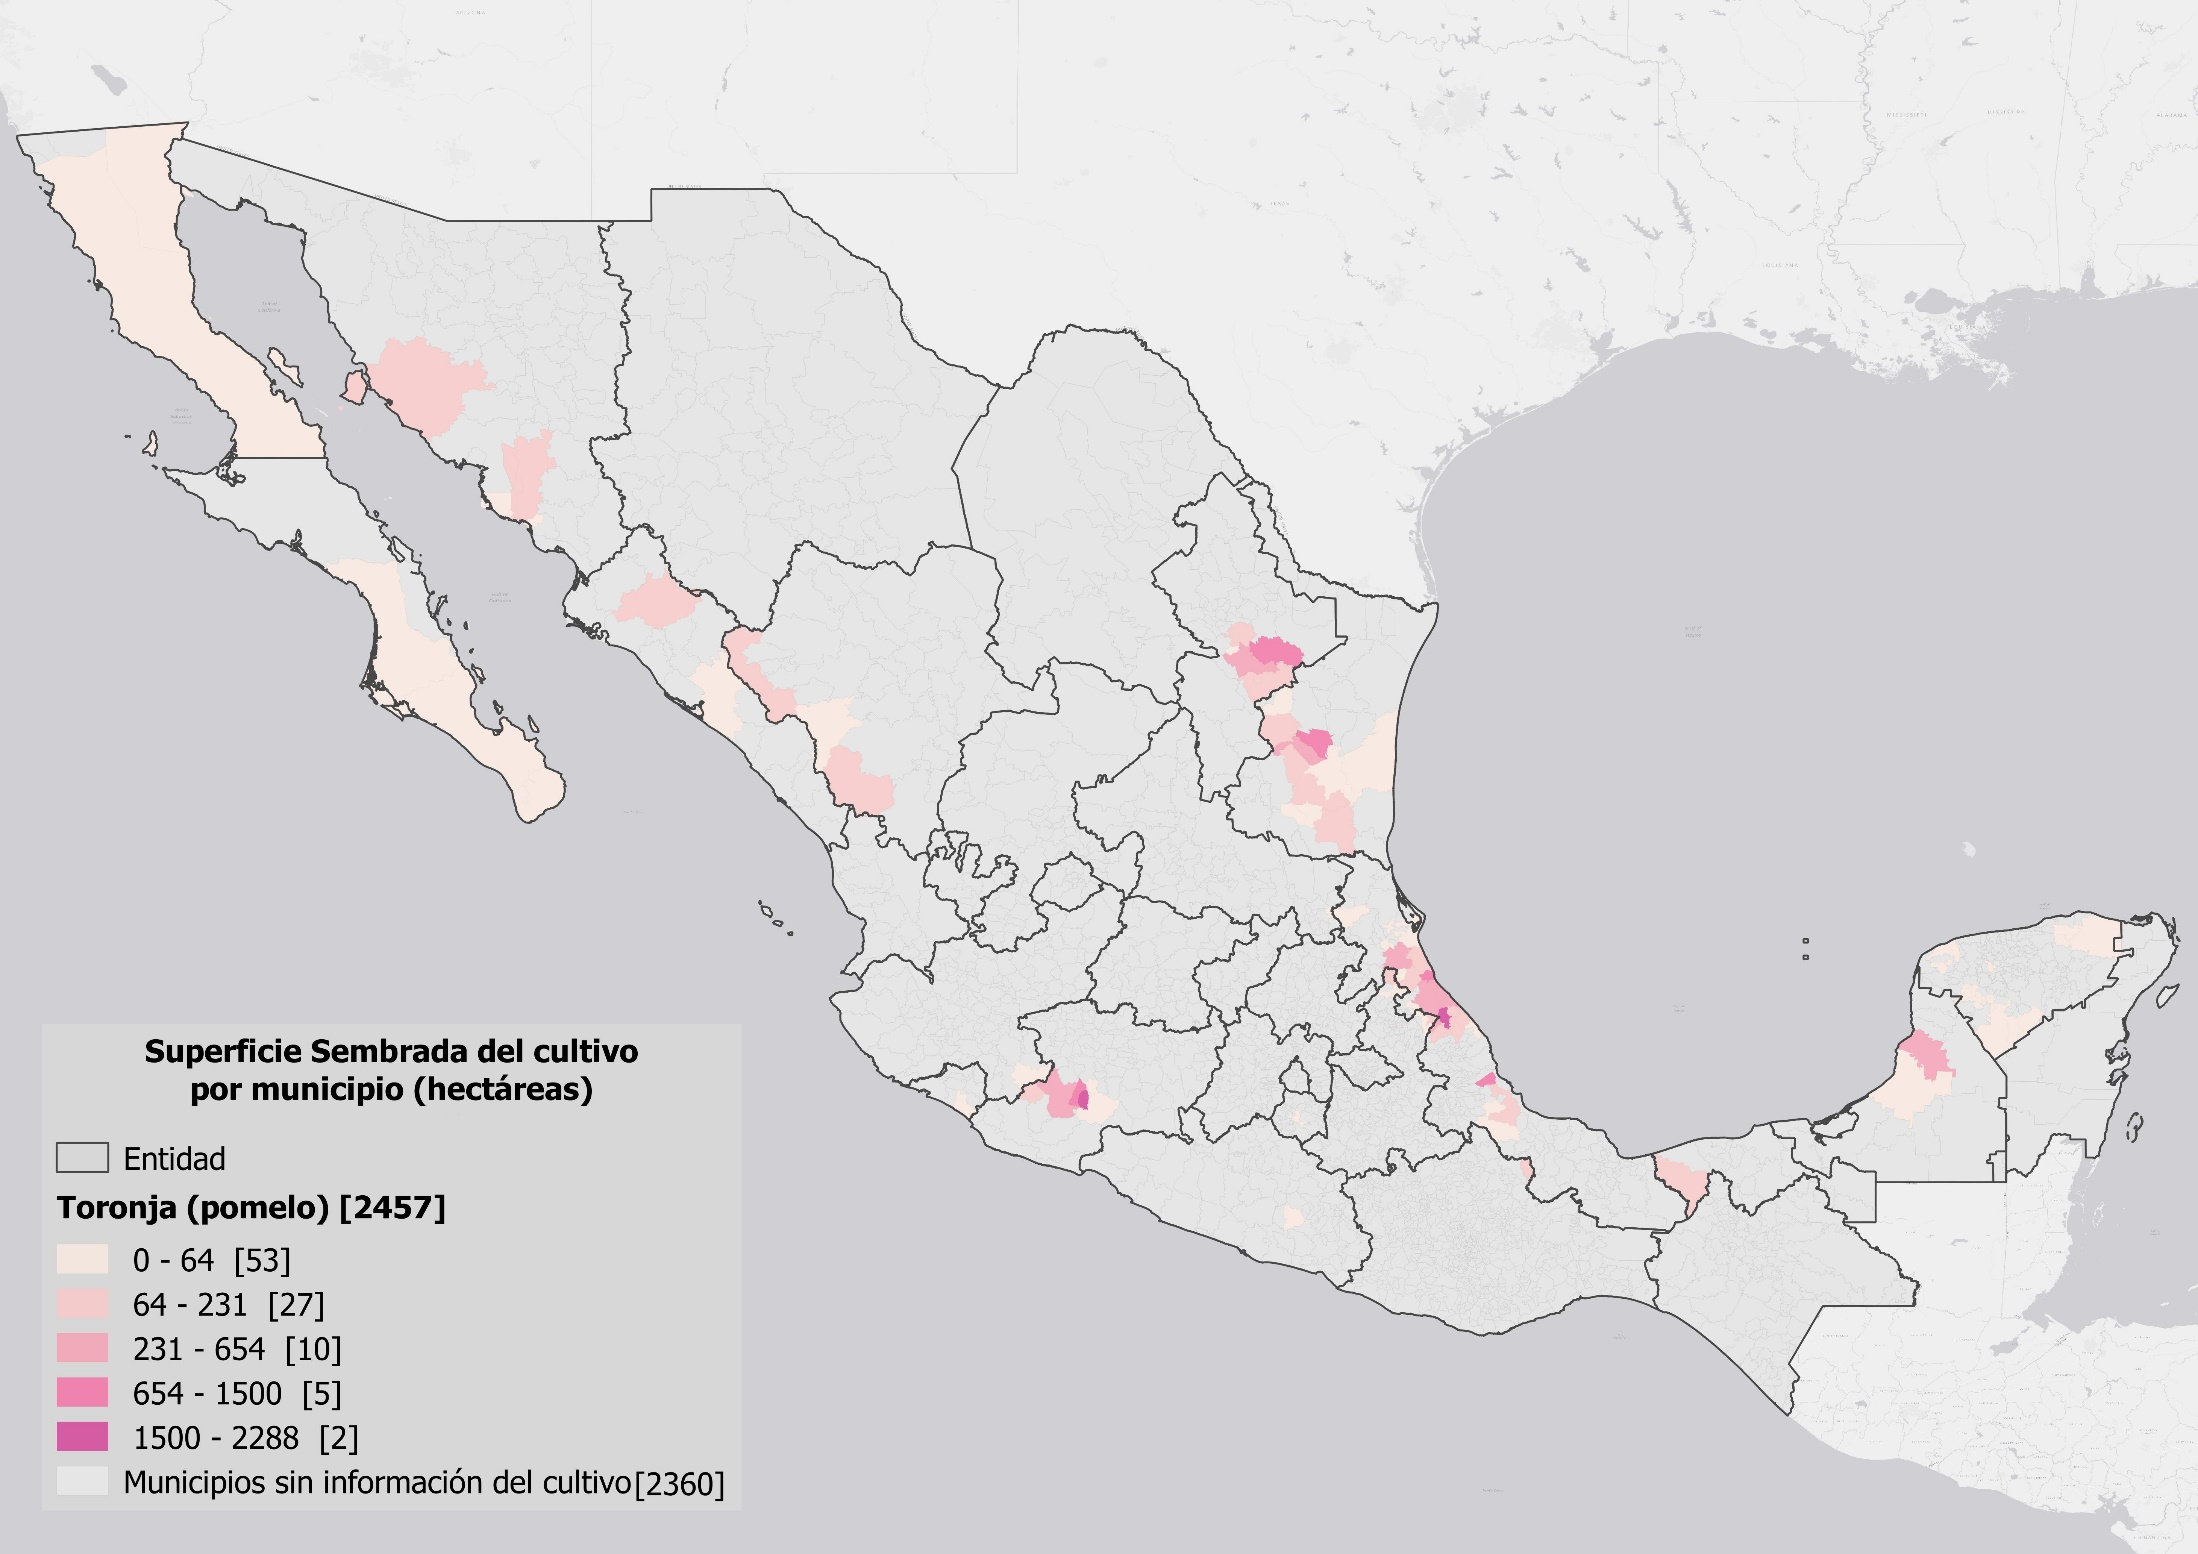 Superficie Sembrada del cultivo
por municipio (hectáreas)
Entidad
Toronja (pomelo) [2457]
0 - 64 [53]
64 - 231 [27]
231 - 654 [10]
654 - 1500 [5]
1500 - 2288 [2]
Municipios sin información del cultivo [2360]